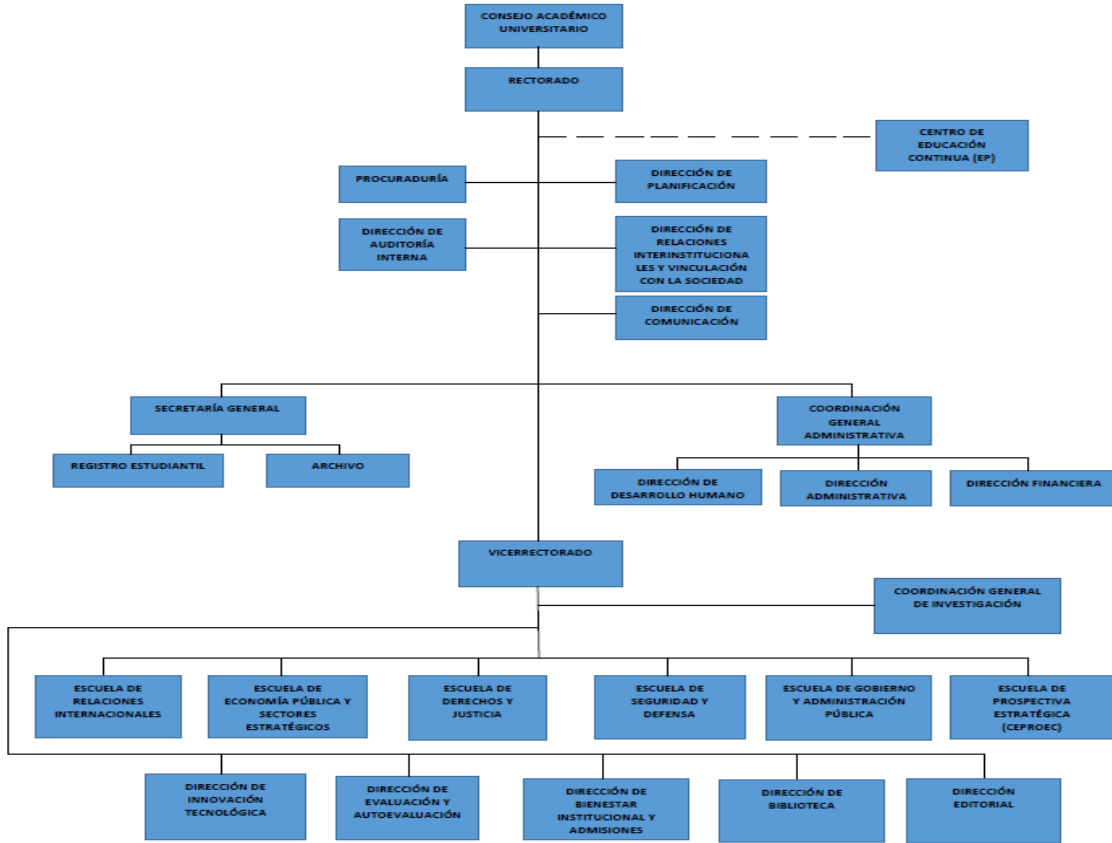 CONSEJO ACADÉMICO
UNIVERSITARIO
RECTORADO
CENTRO DE
EDUCACIÓN
CONTINUA (EP)
PROCURADURÍA
DIRECCIÓN DE
PLANIFICACIÓN
DIRECCIÓN DE
AUDITORÍA
INTERNA
DIRECCIÓN DE
RELACIONES
INTERINSTITUCIONA
LES Y VINCULACIÓN
CON LA SOCIEDAD
DIRECCIÓN DE
COMUNICACIÓN
SECRETARÍA GENERAL
COORDINACIÓN
GENERAL
ADMINISTRATIVA
REGISTRO ESTUDIANTIL
ARCHIVO
DIRECCIÓN DE
DESARROLLO HUMANO
DIRECCIÓN
ADMINISTRATIVA
DIRECCIÓN FINANCIERA
VICERRECTORADO
COORDINACIÓN GENERAL
DE INVESTIGACIÓN
ESCUELA DE
RELACIONES
INTERNACIONALES
ESCUELA DE
ECONOMÍA PÚBLICA Y
SECTORES
ESTRATÉGICOS
ESCUELA DE
DERECHOS Y
JUSTICIA
ESCUELA DE
SEGURIDAD Y
DEFENSA
ESCUELA DE GOBIERNO
Y ADMINISTRACIÓN
PÚBLICA
ESCUELA DE
PROSPECTIVA
ESTRATÉGICA
(CEPROEC)
DIRECCIÓN DE
INNOVACIÓN
TECNOLÓGICA
DIRECCIÓN DE
EVALUACIÓN Y
AUTOEVALUACIÓN
DIRECCIÓN DE
BIENESTAR
INSTITUCIONAL Y
ADMISIONES
DIRECCIÓN DE
BIBLIOTECA
DIRECCIÓN
EDITORIAL